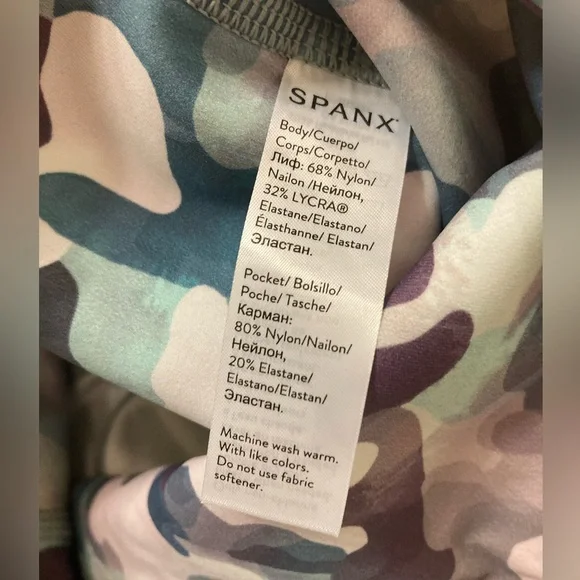 SPANX
Body/Cuerpo/
Corps/Corpetto/
Лиф: 68% Nylon/
Nailon /Нейлон,
32% LYCRA®
Elastane/Elastano/
Élasthanne/ Elastan/
Эластан.
Pocket/ Bolsillo/
Poche/ Tasche/
Карман:
80% Nylon/Nailon/
Нейлон,
20% Elastane/
Elastano/Elastan/
Эластан.
Machine wash warm.
With like colors.
Do not use fabric
softener.